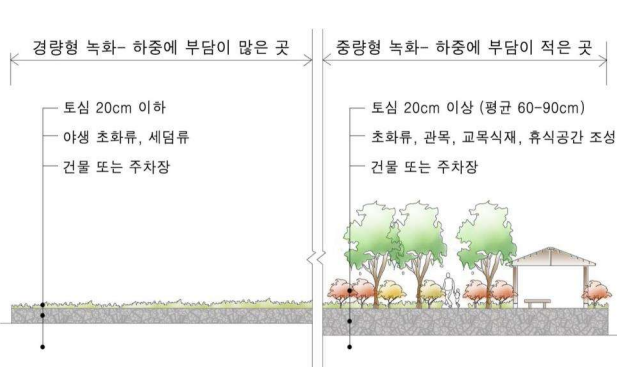 경량형 녹화- 하중에 부담이 많은 곳
토심 20cm 이하
야생 초화류, 세덤류
건물 또는 주차장
중량형 녹화- 하중에 부담이 적은 곳
토심 20cm 이상 (평균 60-90cm)
초화류, 관목, 교목식재, 휴식공간 조성
건물 또는 주차장